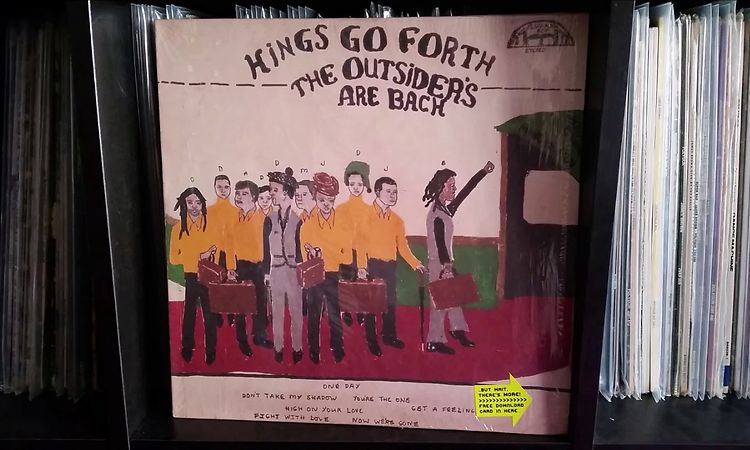 KINGS GO FORTH
THE OUTSIDERS
ARE BACK
STEREO
C D A D D M J D J B
ONE DAY
DON'T TAKE MY SHADOW YOU'RE THE ONE
HIGH ON YOUR LOVE GET A FEELING
FIGHT WITH LOVE NOW WE'RE GONE
..BUT WAIT,
THERE'S MORE!
>>>>>>>>>>>>
FREE DOWNLOAD
CARD IN HERE